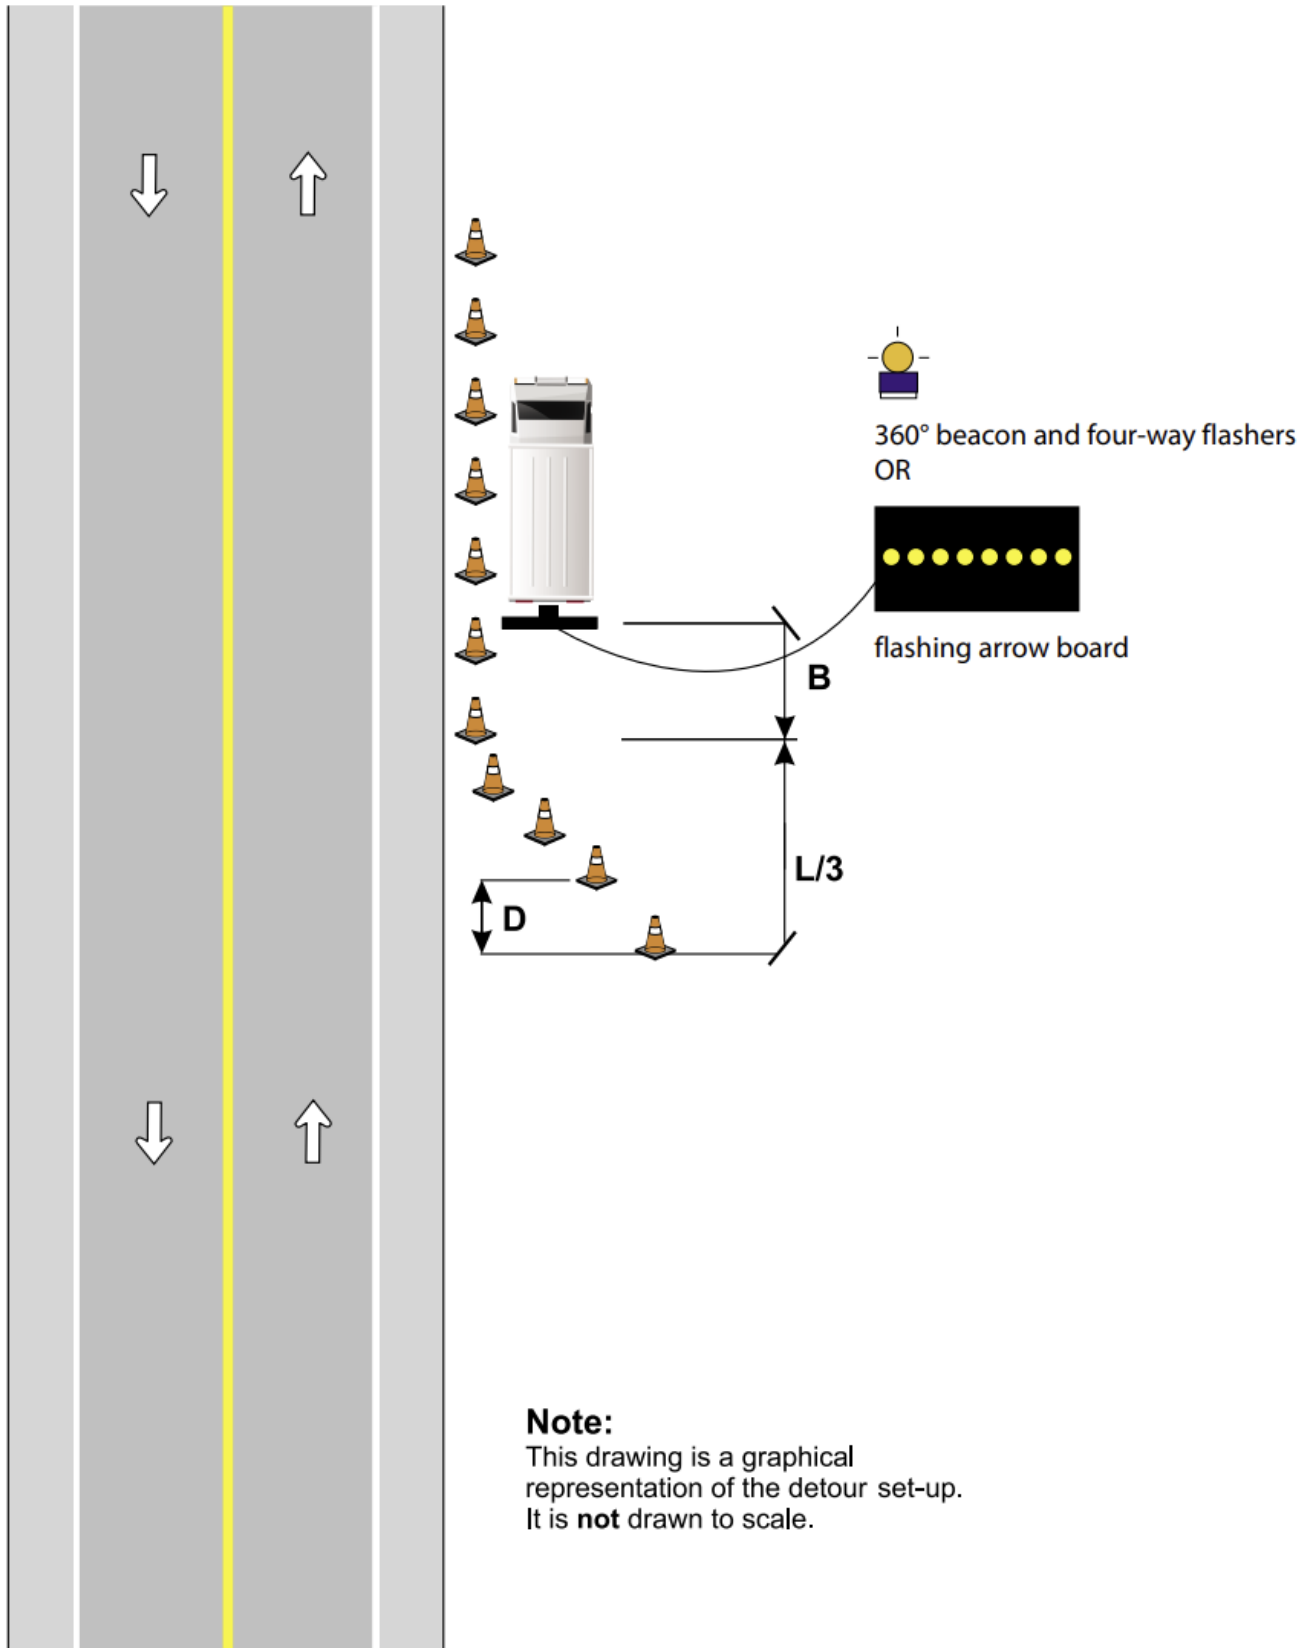 360° beacon and four-way flashers
OR
flashing arrow board
B
L/3
D
Note:
This drawing is a graphical
representation of the detour set-up.
It is not drawn to scale.